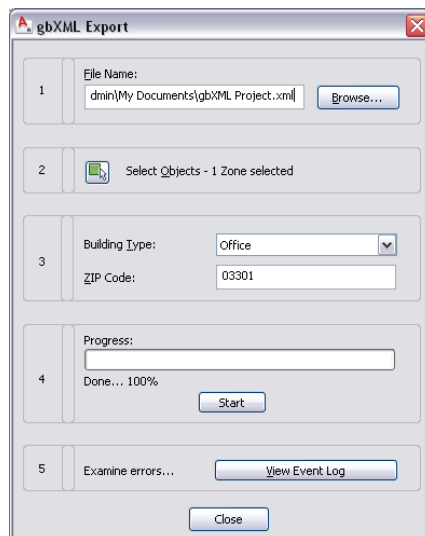 gbXML Export
1
File Name:
dmin\My Documents\gbXML Project.xml
Browse...
2
Select Objects - 1 Zone selected
3
Building Type:
Office
ZIP Code:
03301
4
Progress:
Done... 100%
Start
5
Examine errors...
View Event Log
Close